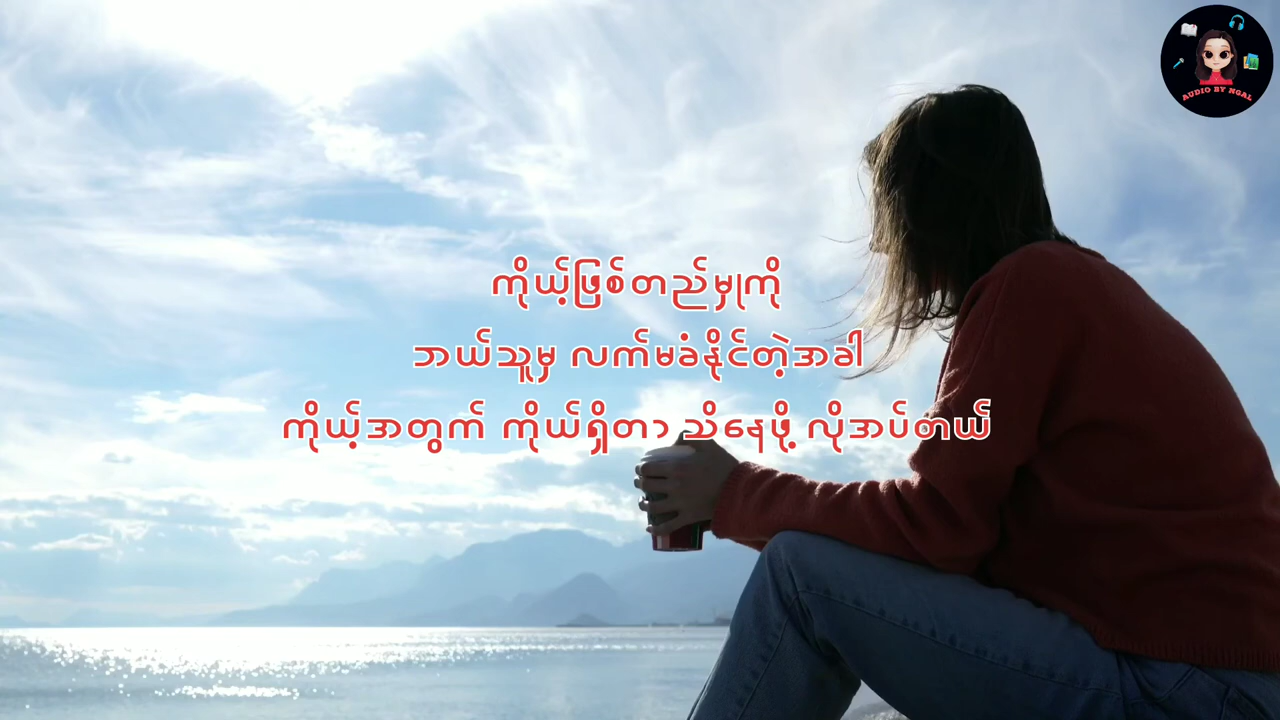 AUDIO BY NGAL
ကိုယ့်ဖြစ်တည်မှုကို
ဘယ်သူမှ လက်မခံနိုင်တဲ့အခါ
ကိုယ့်အတွက် ကိုယ်ရှိတာ သိနေဖို့ လိုအပ်တယ်